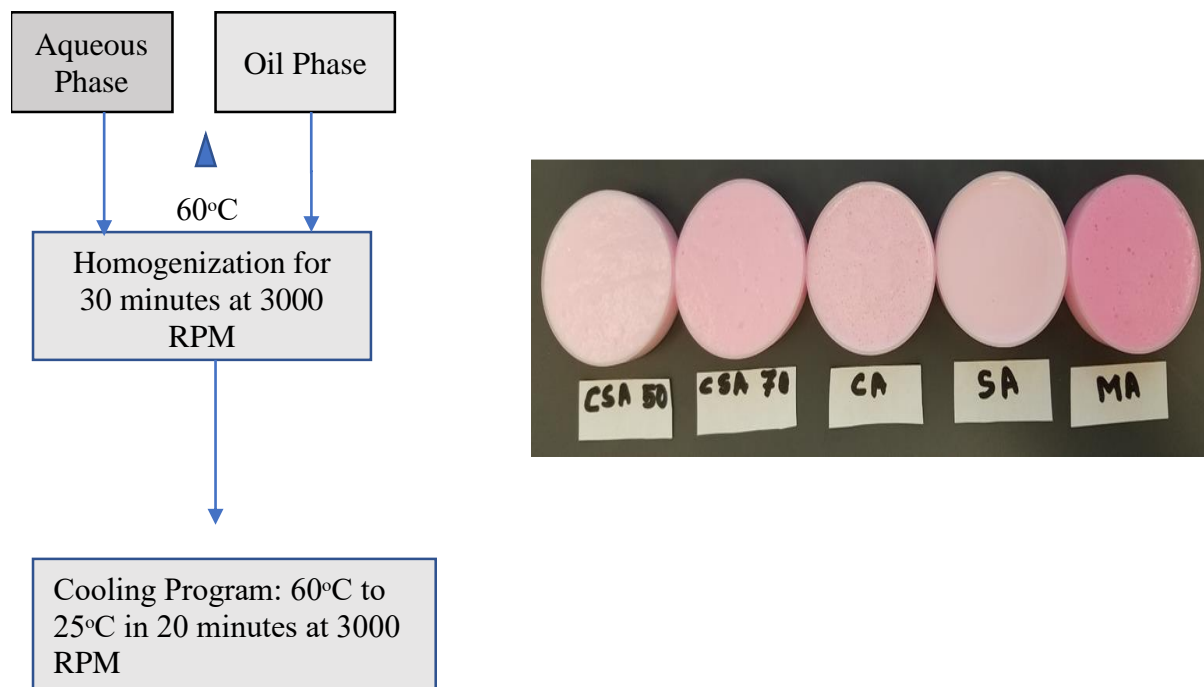 Aqueous
Phase
Oil Phase
60°C
Homogenization for
30 minutes at 3000
RPM
Cooling Program: 60°C to
25°C in 20 minutes at 3000
RPM
CSA 50
CSA 70
CA
SA
MA